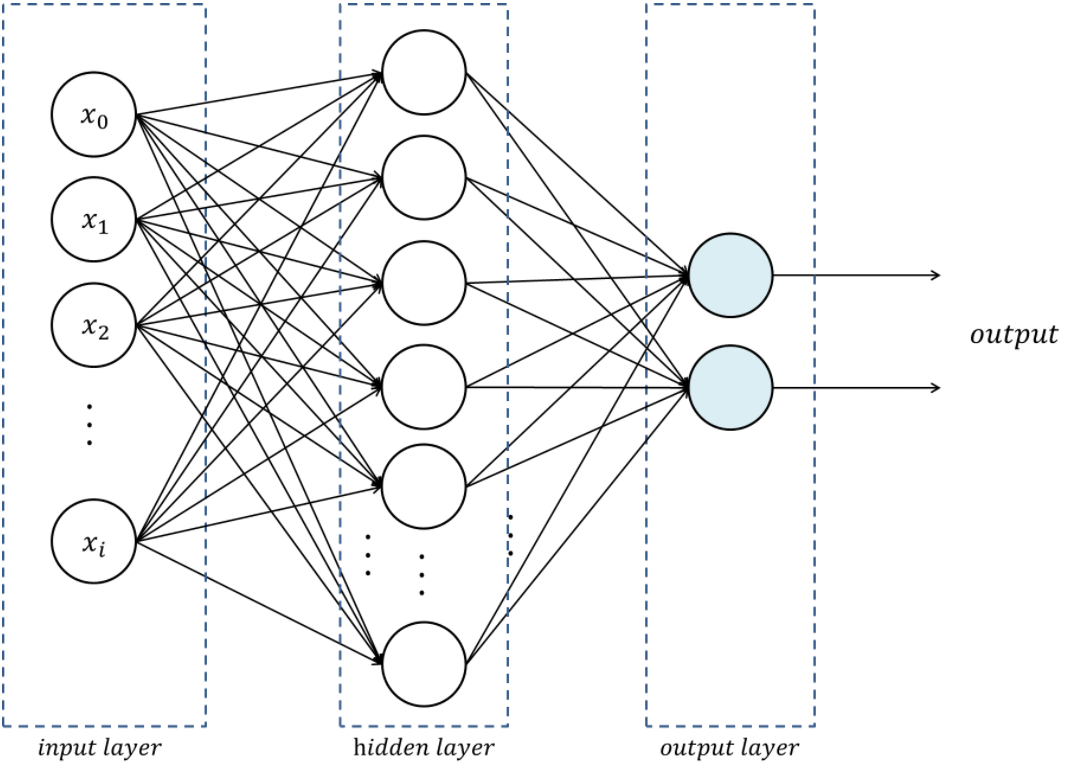 x₀
x₁
x₂
xᵢ
output
input layer
hidden layer
output layer